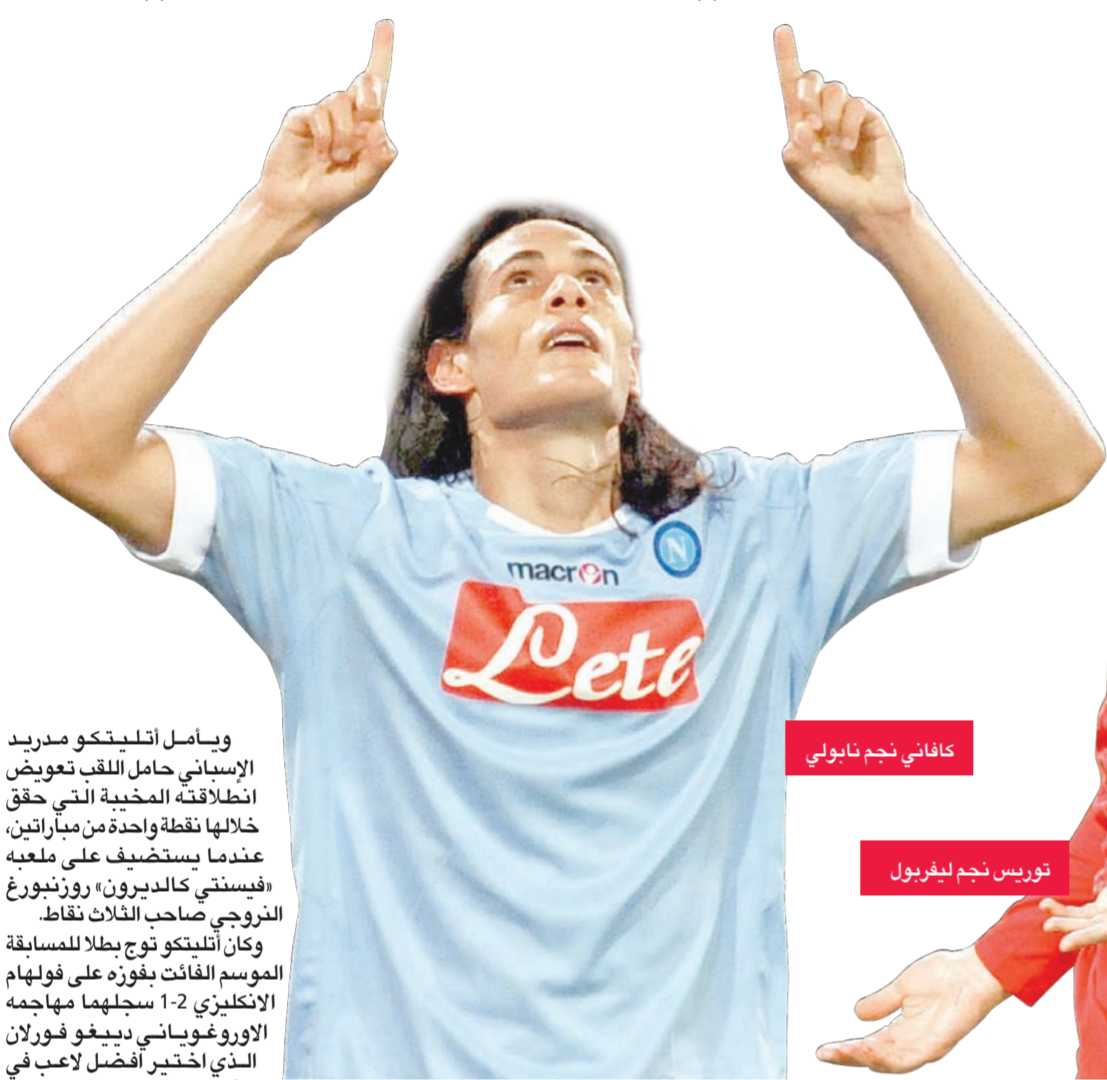 macron
N
Lete
كافاني نجم نابولي
توريس نجم ليفربول
ويأمل أتليتكو مدريد
الإسباني حامل اللقب تعويض
انطلاقته المخيبة التي حقق
خلالها نقطة واحدة من مباراتين،
عندما يستضيف على ملعبه
«فيسنتي كالديرون» روزنبورغ
النروجي صاحب الثلاث نقاط.
وكان أتليتكو توج بطلا للمسابقة
الموسم الفائت بفوزه على فولهام
الانكليزي 2-1 سجلهما مهاجمه
الاوروغوياني دييغو فورلان
الذي اختير افضل لاعب في